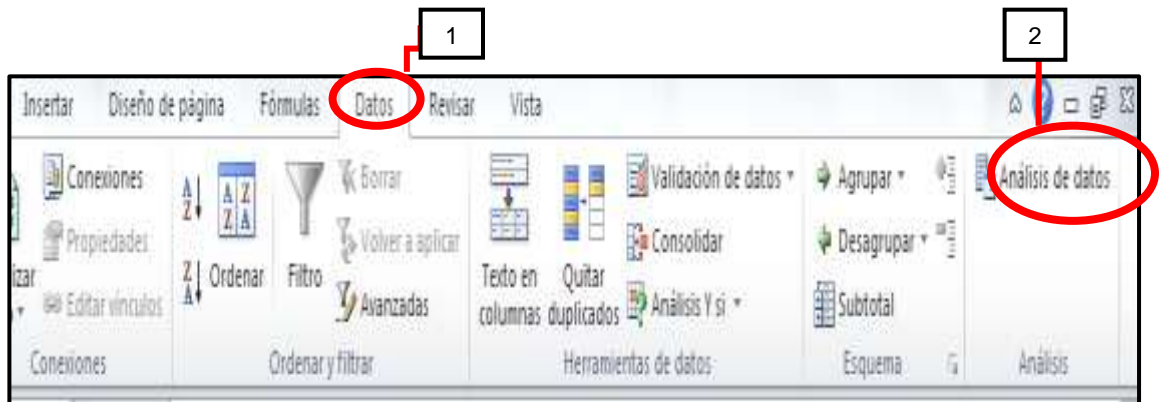 1
2
Insertar Diseño de página Fórmulas Datos Revisar Vista
Conexiones
Propiedades
Editar vínculos
Conexiones
Ordenar
Filtro
Borrar
Volver a aplicar
Avanzadas
Ordenar y filtrar
Texto en
columnas
Quitar
duplicados
Validación de datos
Consolidar
Análisis Y si
Herramientas de datos
Agrupar
Desagrupar
Subtotal
Esquema
Análisis de datos
Análisis